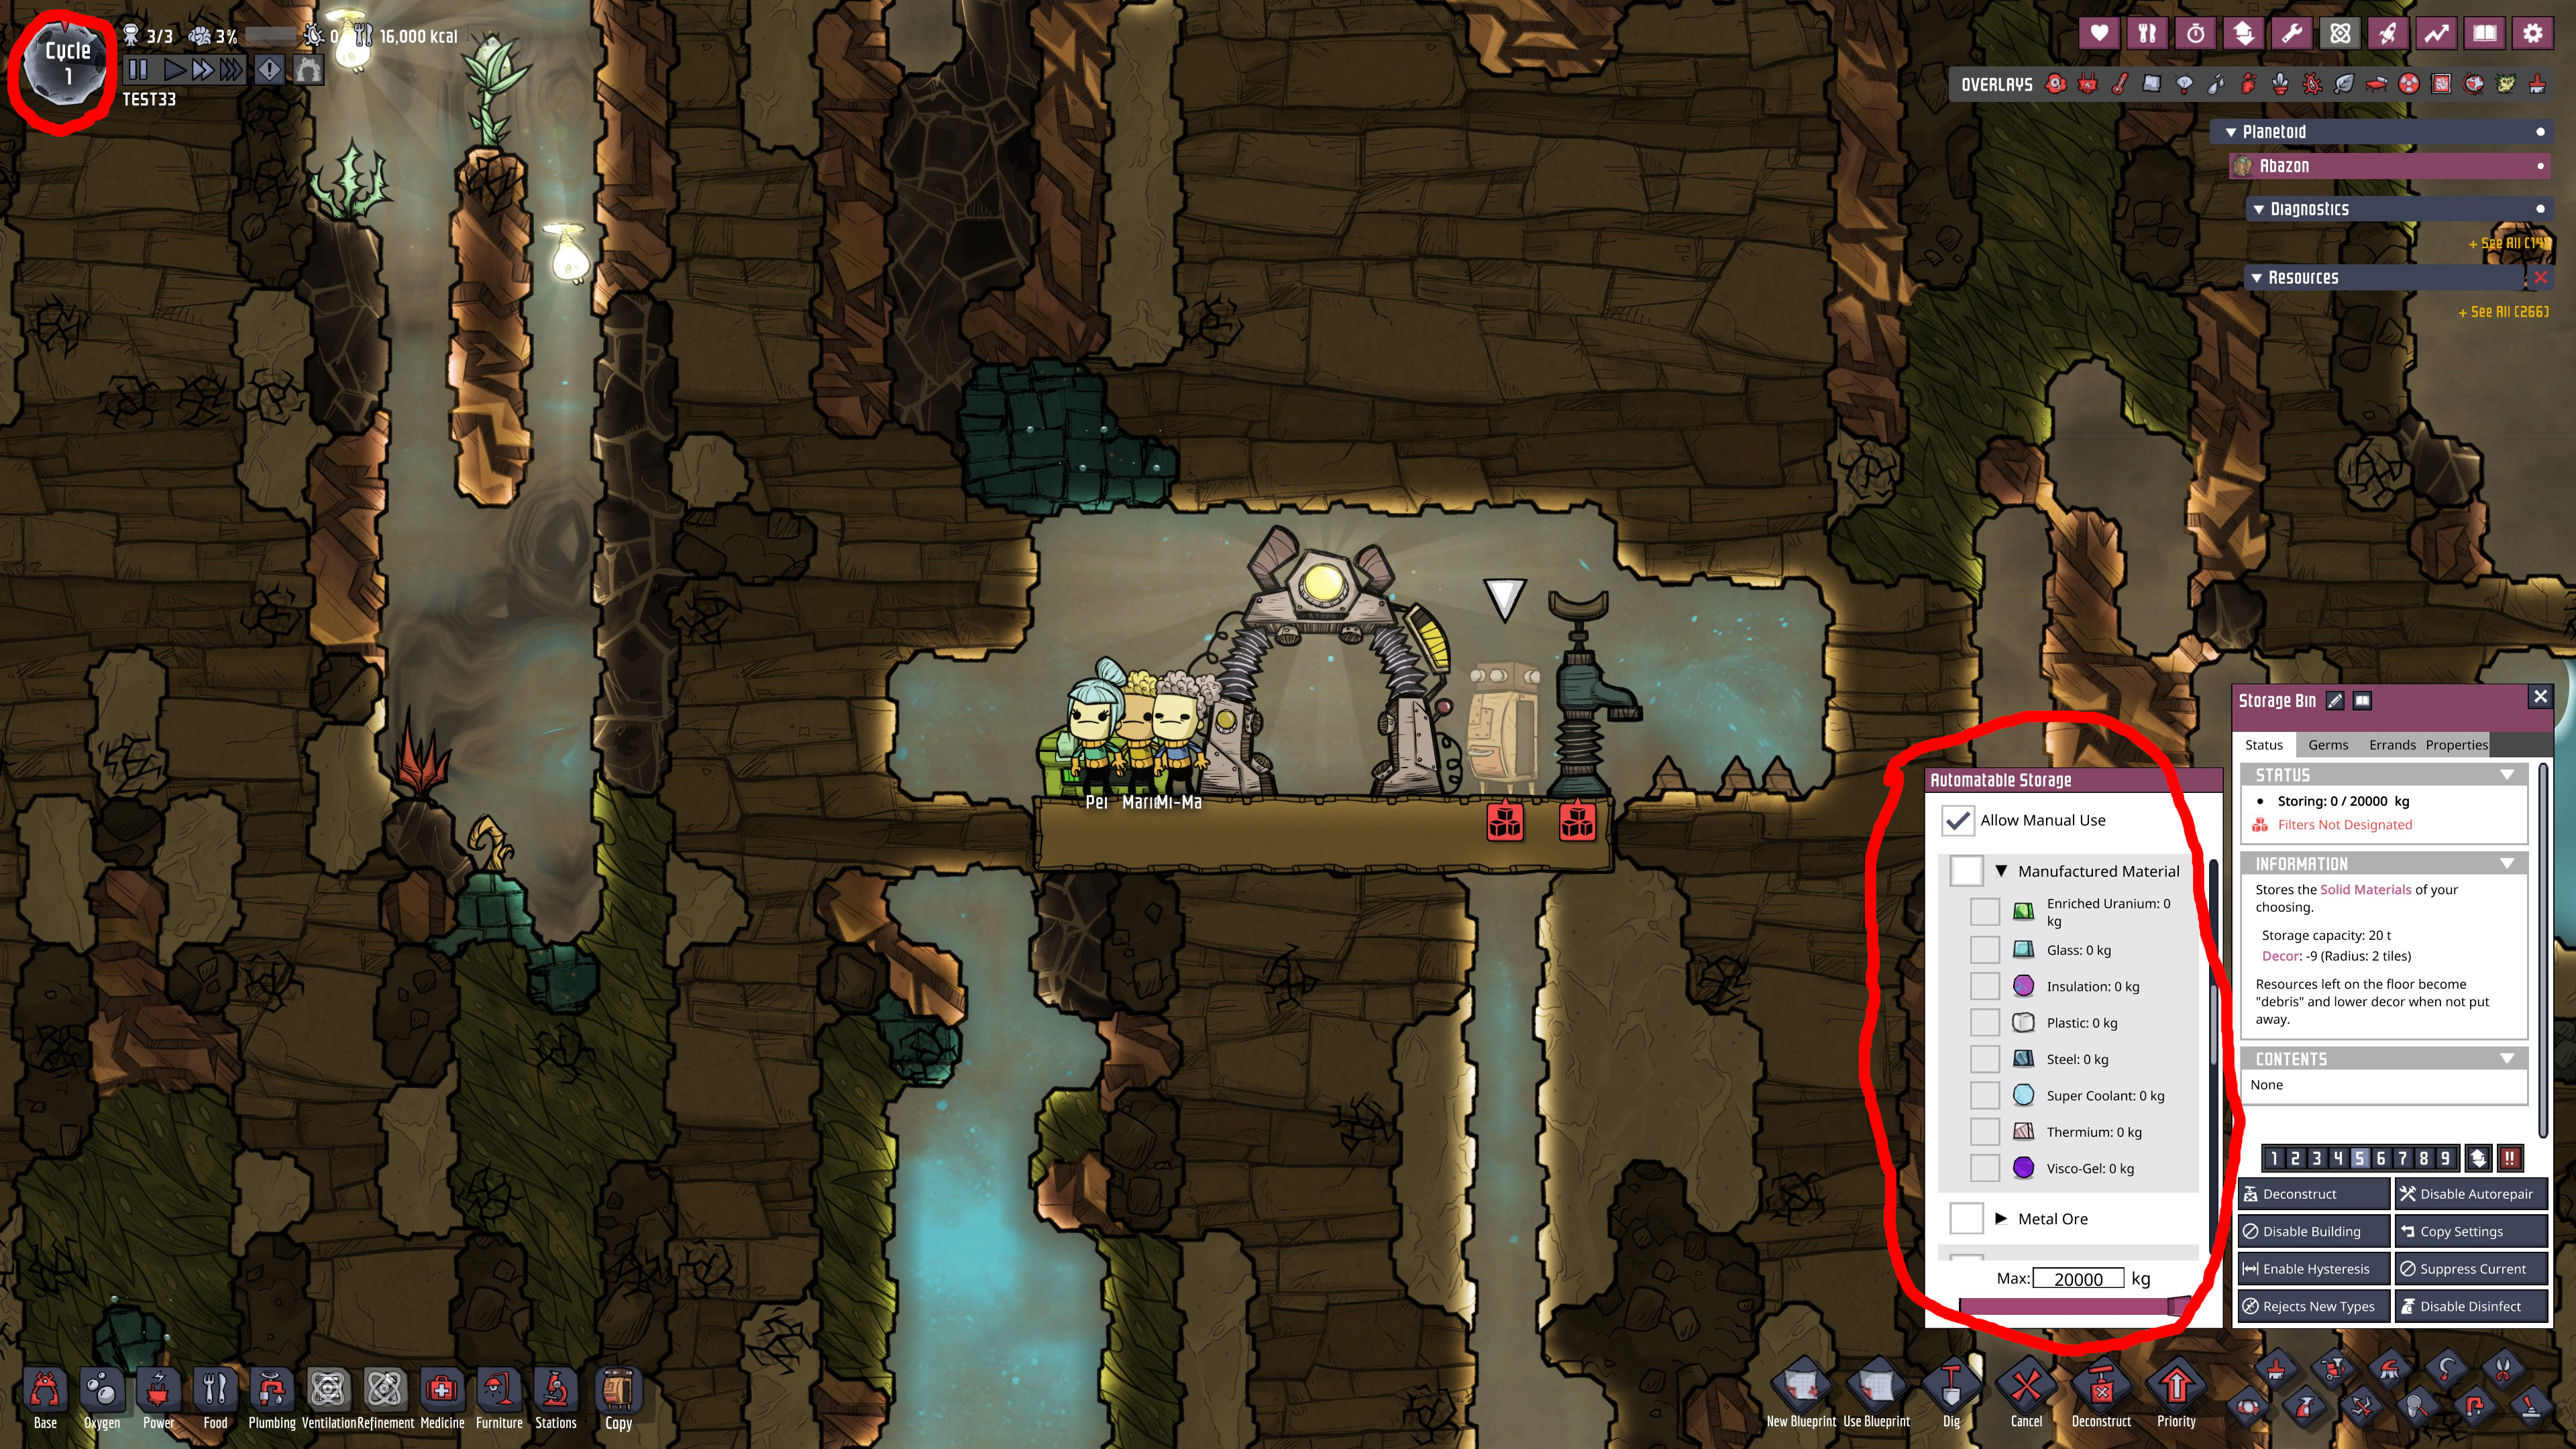 Cycle
1
3/3
3%
0
16,000 kcal
TEST33
OVERLAYS
Planetoid
Abazon
Diagnostics
+ See All (14)
Resources
+ See All (266)
Pei
Mi-Ma
Automatable Storage
Allow Manual Use
Manufactured Material
Enriched Uranium: 0
kg
Glass: 0 kg
Insulation: 0 kg
Plastic: 0 kg
Steel: 0 kg
Super Coolant: 0 kg
Thermium: 0 kg
Visco-Gel: 0 kg
Metal Ore
Max: 20000 kg
Storage Bin
Status Germs Errands Properties
STATUS
Storing: 0 / 20000 kg
Filters Not Designated
INFORMATION
Stores the Solid Materials of your
choosing.
Storage capacity: 20 t
Decor: -9 (Radius: 2 tiles)
Resources left on the floor become
"debris" and lower decor when not put
away.
CONTENTS
None
1 2 3 4 5 6 7 8 9 !!
Deconstruct Disable Autorepair
Disable Building Copy Settings
Enable Hysteresis Suppress Current
Rejects New Types Disable Disinfect
Base Oxygen Power Food Plumbing Ventilation Refinement Medicine Furniture Stations Copy
New Blueprint Use Blueprint Dig Cancel Deconstruct Priority